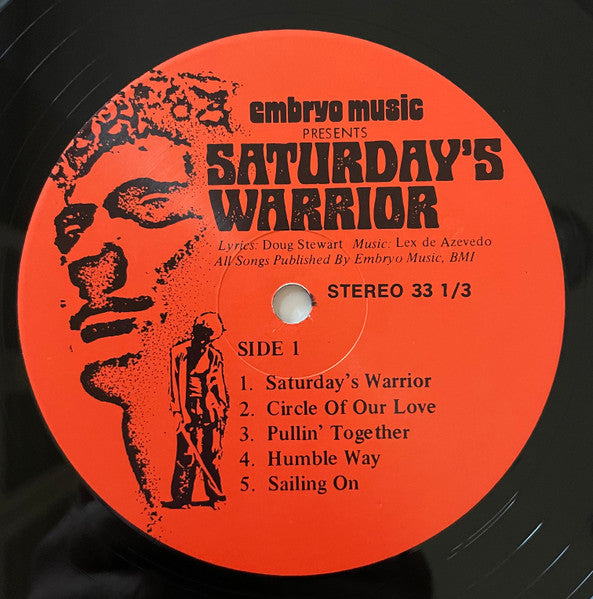 embryo music
PRESENTS
SATURDAY'S
WARRIOR
Lyrics: Doug Stewart Music: Lex de Azevedo
All Songs Published By Embryo Music, BMI
STEREO 33 1/3
SIDE 1
1. Saturday's Warrior
2. Circle Of Our Love
3. Pullin' Together
4. Humble Way
5. Sailing On